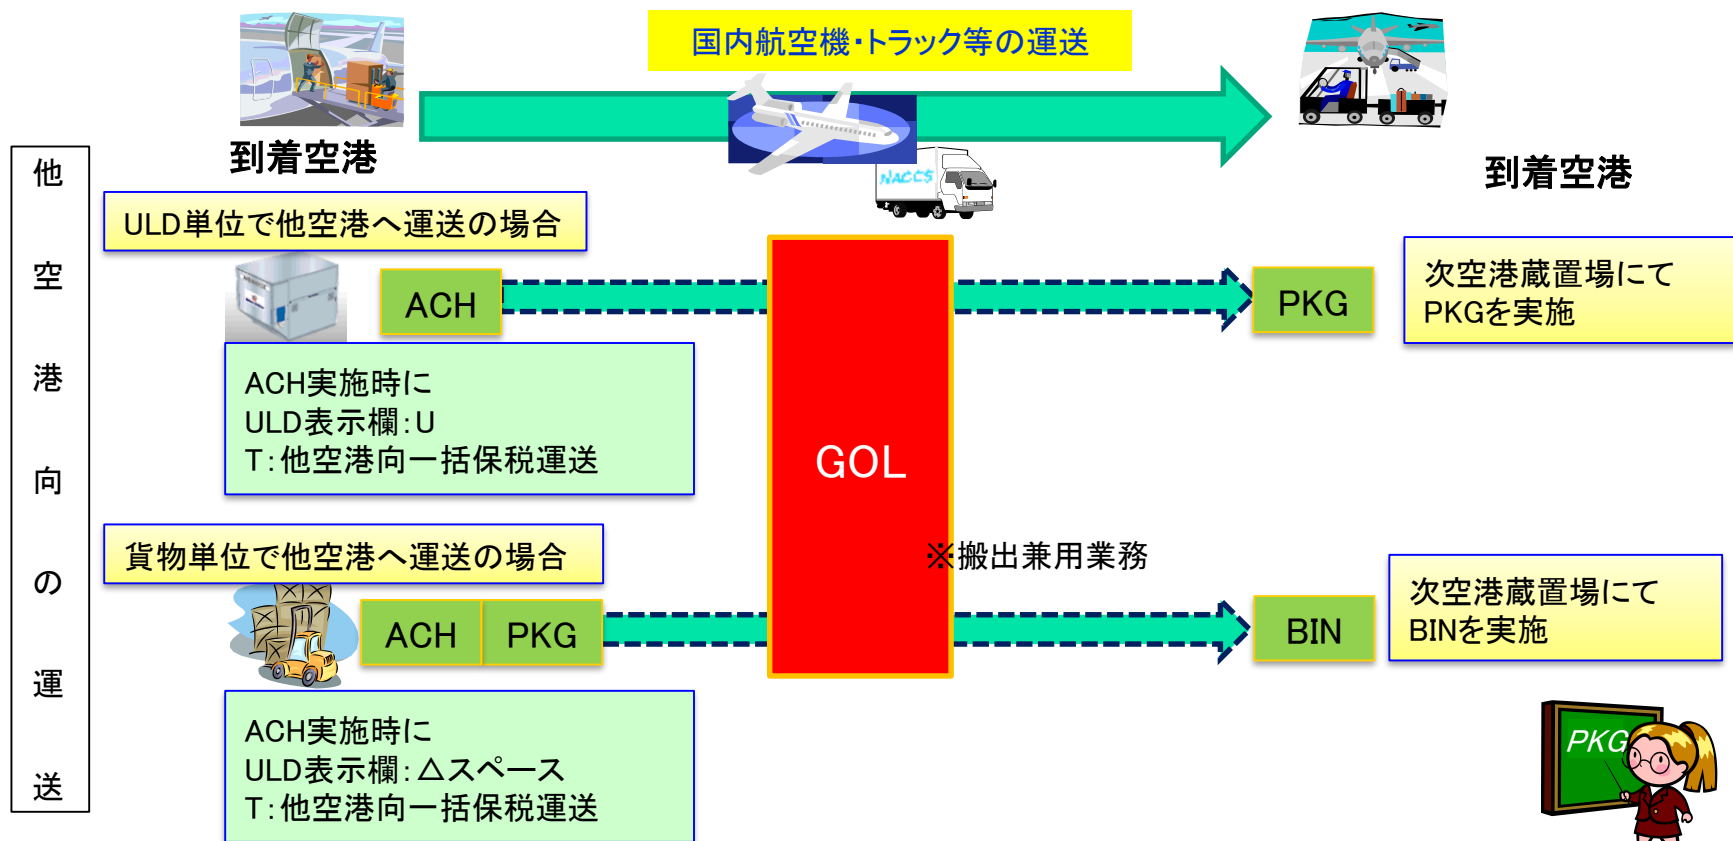 国内航空機・トラック等の運送
到着空港
到着空港
NACCS
他空港向の運送
ULD単位で他空港へ運送の場合
ACH
PKG
次空港蔵置場にて
PKGを実施
ACH実施時に
ULD表示欄：U
T：他空港向一括保税運送
GOL
※搬出兼用業務
貨物単位で他空港へ運送の場合
ACH
PKG
BIN
次空港蔵置場にて
BINを実施
ACH実施時に
ULD表示欄：△スペース
T：他空港向一括保税運送
PKG